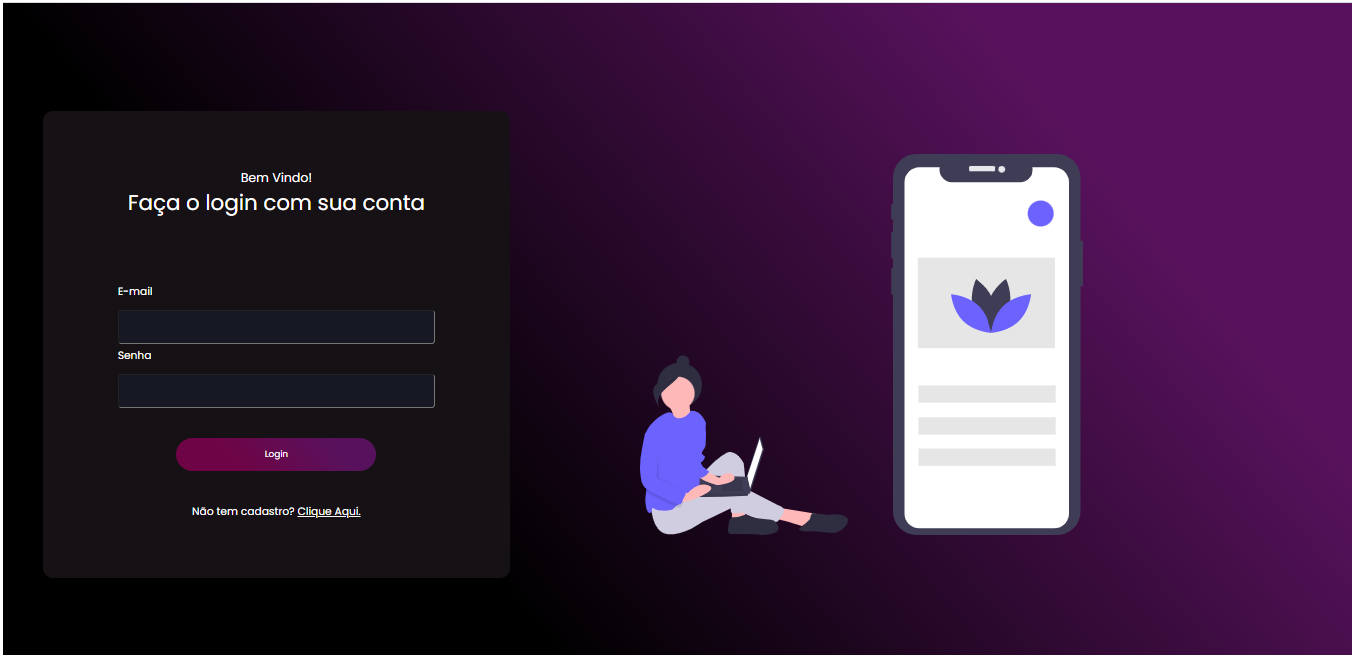 Bem Vindo!
Faça o login com sua conta
E-mail
Senha
Login
Não tem cadastro? Clique Aqui.